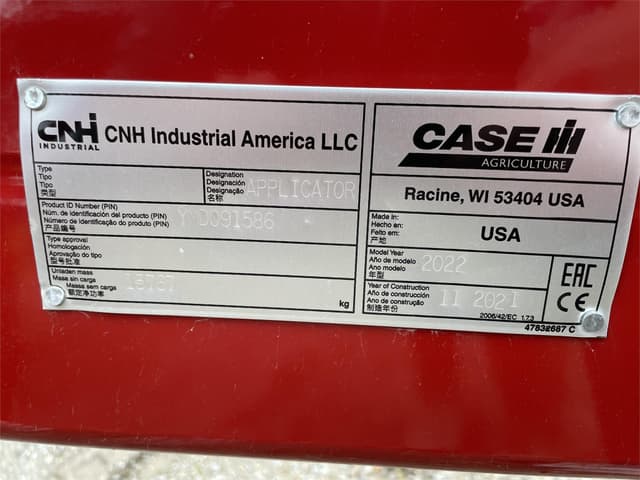 CNH
INDUSTRIAL
CNH Industrial America LLC
Type
Tipo
Tipo
类型
Designation
Designación
Designação
名称
APPLICATOR
Product ID Number (PIN)
Núm. de identificación del producto (PIN)
Número de identificação do produto (PIN)
产品编号
Type approval
Homologación
Aprovação do tipo
型号批准
Unladen mass
Masa sin carga
Massa sem carga
额定净功率
kg
CASE IH
AGRICULTURE
Racine, WI 53404 USA
Made in:
Hecho en:
Feito em:
产地
USA
Model Year
Año de modelo
Ano modelo
年型
2022
Year of Construction
Año de construcción
Ano de construção
制造年份
11 2021
EAC
CE
2006/42/EC 1.7.3
47832687 C